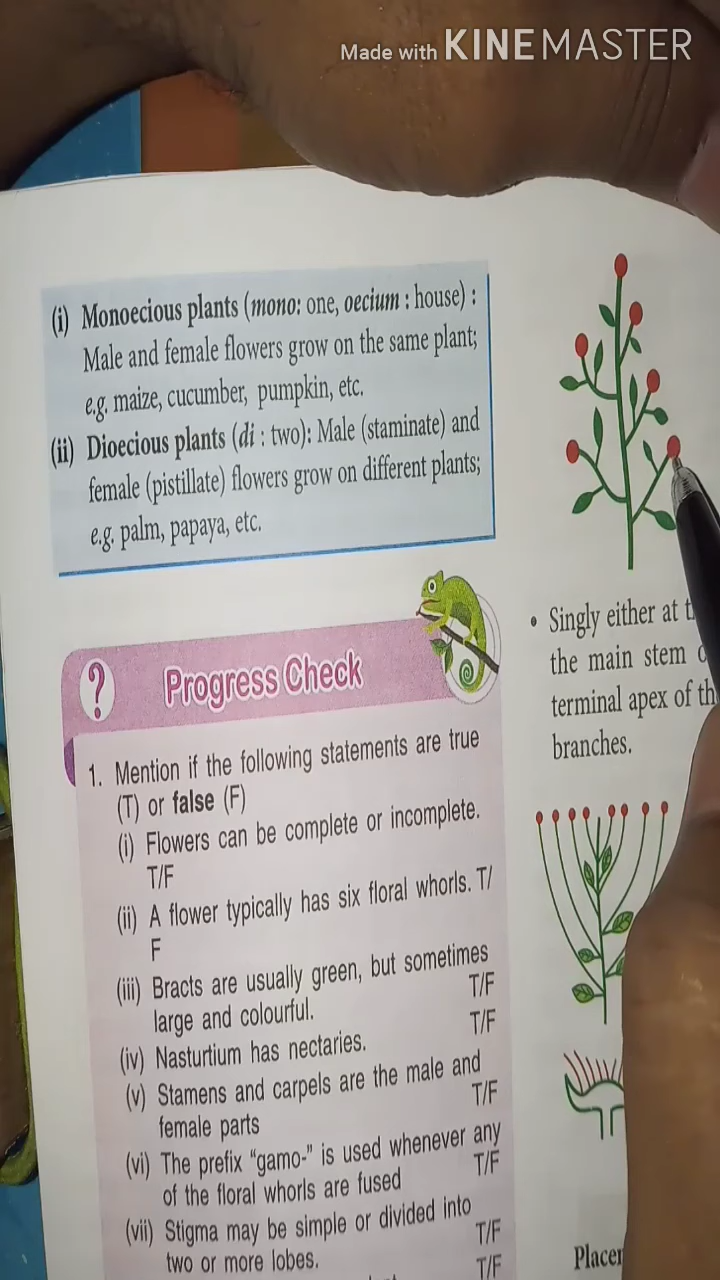 Made with KINEMASTER
(i) Monoecious plants (mono: one, oecium : house) :
Male and female flowers grow on the same plant;
e.g. maize, cucumber, pumpkin, etc.
(ii) Dioecious plants (di : two): Male (staminate) and
female (pistillate) flowers grow on different plants;
e.g. palm, papaya, etc.
? Progress Check
1. Mention if the following statements are true
(T) or false (F)
(i) Flowers can be complete or incomplete.
T/F
(ii) A flower typically has six floral whorls. T/
F
(iii) Bracts are usually green, but sometimes
large and colourful. T/F
(iv) Nasturtium has nectaries. T/F
(v) Stamens and carpels are the male and
female parts T/F
(vi) The prefix "gamo-" is used whenever any
of the floral whorls are fused T/F
(vii) Stigma may be simple or divided into
two or more lobes. T/F
T/F
• Singly either at
the main stem
terminal apex of
branches.